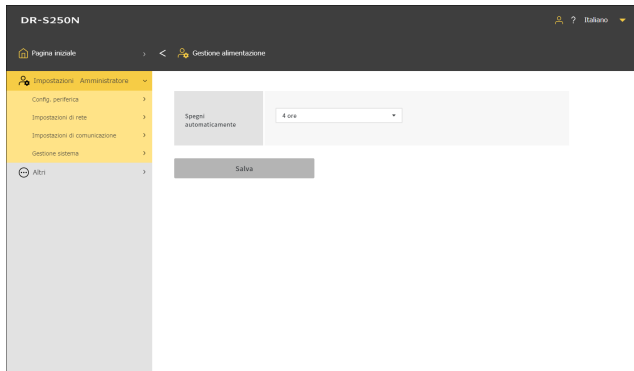 DR-S250N
? Italiano
Pagina iniziale
Gestione alimentazione
Impostazioni Amministratore
Config. periferica
Impostazioni di rete
Impostazioni di comunicazione
Gestione sistema
Altri
Spegni
automaticamente
4 ore
Salva